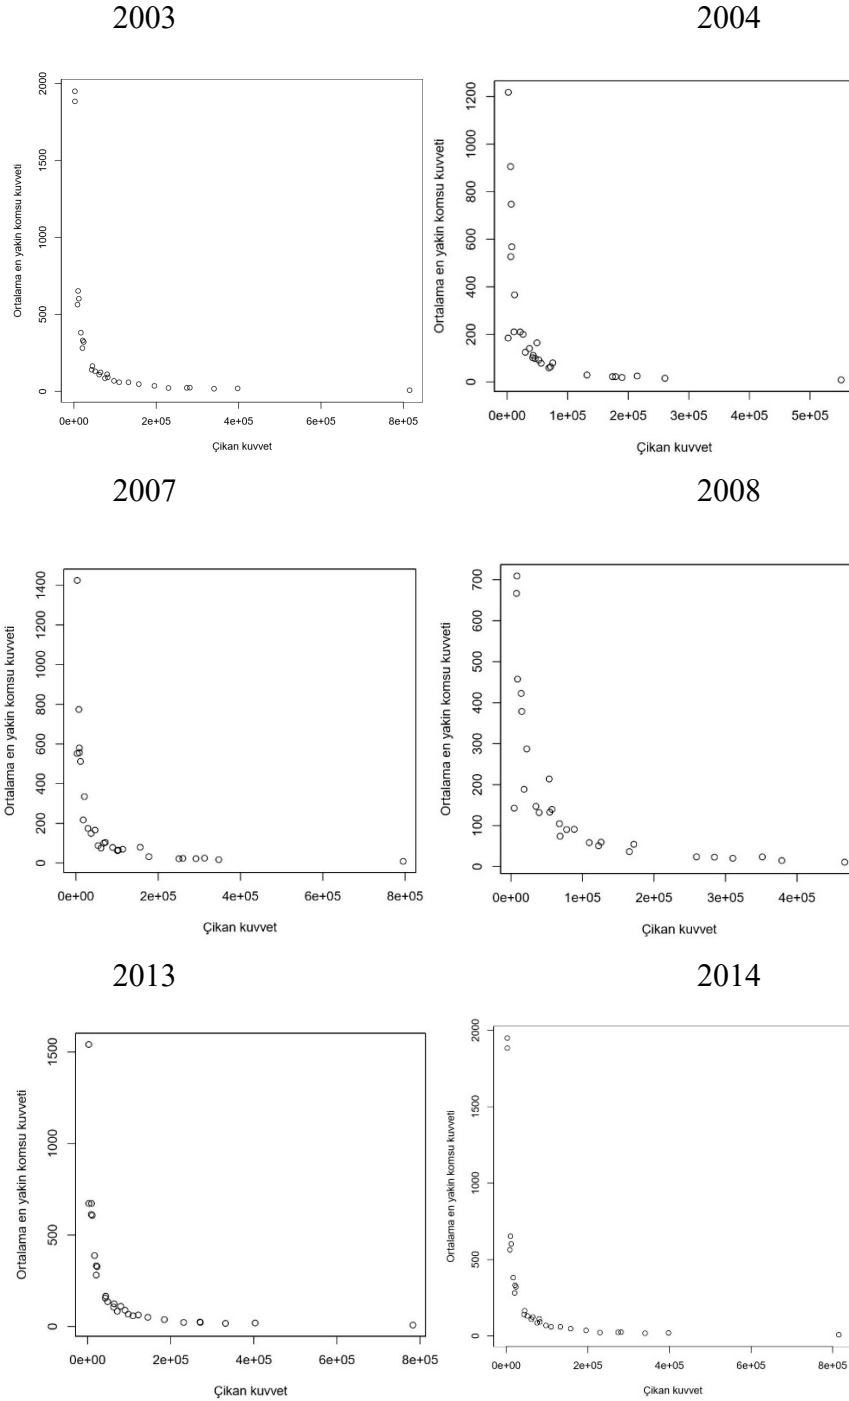 2003
2004
2000
1500
1000
500
0
Ortalama en yakin komsu kuvveti
0e+00 2e+05 4e+05 6e+05 8e+05
Çikan kuvvet
1200
1000
800
600
400
200
0
Ortalama en yakin komsu kuvveti
0e+00 1e+05 2e+05 3e+05 4e+05 5e+05
Çikan kuvvet
2007
2008
1400
1200
1000
800
600
400
200
0
Ortalama en yakin komsu kuvveti
0e+00 2e+05 4e+05 6e+05 8e+05
Çikan kuvvet
700
600
500
400
300
200
100
0
Ortalama en yakin komsu kuvveti
0e+00 1e+05 2e+05 3e+05 4e+05
Çikan kuvvet
2013
2014
1500
1000
500
0
Ortalama en yakin komsu kuvveti
0e+00 2e+05 4e+05 6e+05 8e+05
Çikan kuvvet
2000
1500
1000
500
0
Ortalama en yakin komsu kuvveti
0e+00 2e+05 4e+05 6e+05 8e+05
Çikan kuvvet